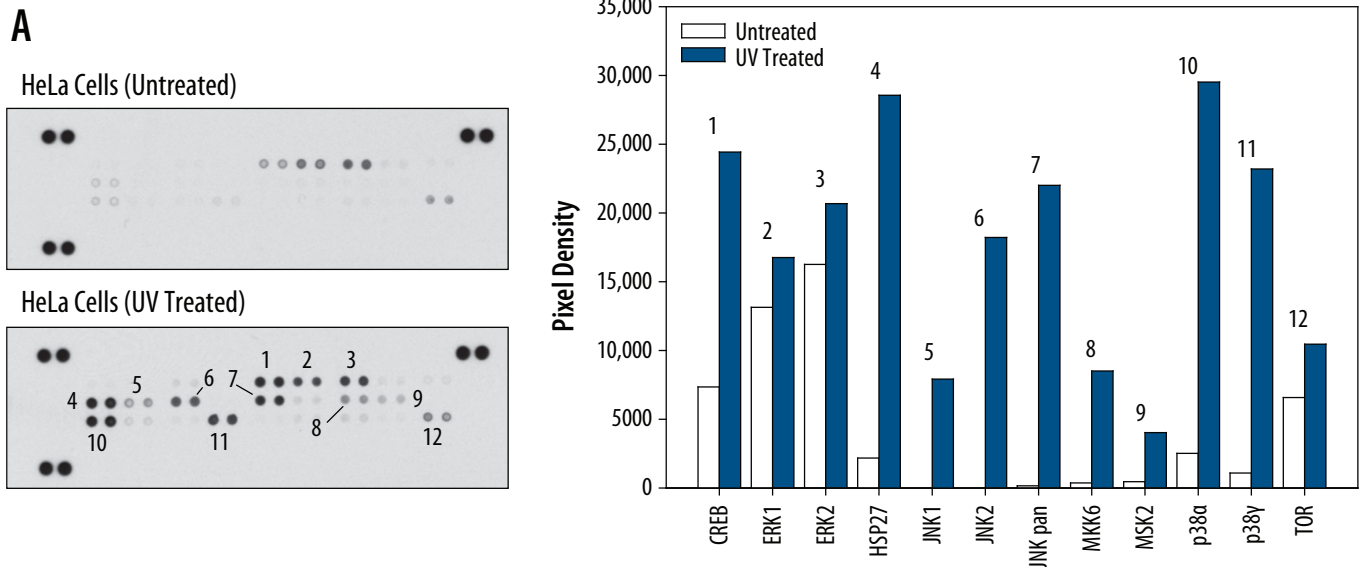 A
HeLa Cells (Untreated)
HeLa Cells (UV Treated)
1 2 3
5 6 7
4 9
8
10 11 12
35,000
30,000
25,000
20,000
15,000
10,000
5000
0
Pixel Density
Untreated
UV Treated
1
2
3
4
5
6
7
8
9
10
11
12
CREB
ERK1
ERK2
HSP27
JNK1
JNK2
JNK pan
MKK6
MSK2
p38α
p38γ
TOR